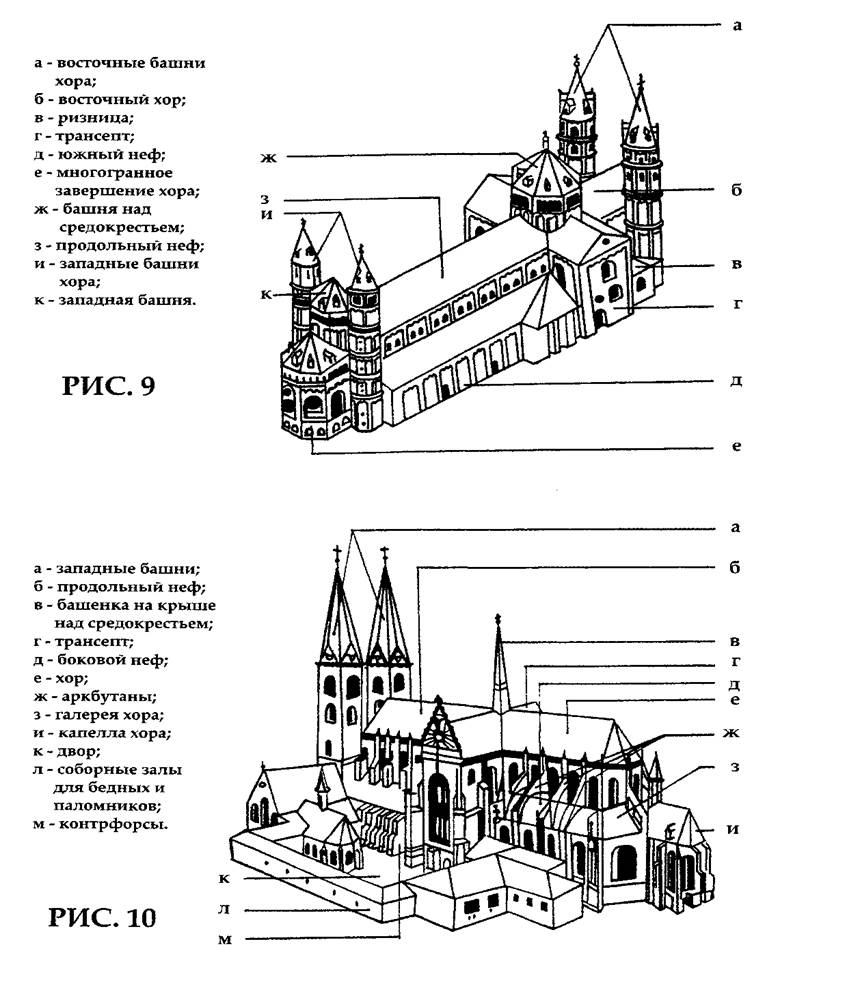 а - восточные башни
хора;
б - восточный хор;
в - ризница;
г - трансепт;
д - южный неф;
е - многогранное
завершение хора;
ж - башня над
средокрестьем;
з - продольный неф;
и - западные башни
хора;
к - западная башня.
РИС. 9
а
ж
б
з
и
в
к
г
д
е
а - западные башни;
б - продольный неф;
в - башенка на крыше
над средокрестьем;
г - трансепт;
д - боковой неф;
е - хор;
ж - аркбутаны;
з - галерея хора;
и - капелла хора;
к - двор;
л - соборные залы
для бедных и
паломников;
м - контрфорсы.
РИС. 10
а
б
в
г
д
е
ж
з
и
к
л
м